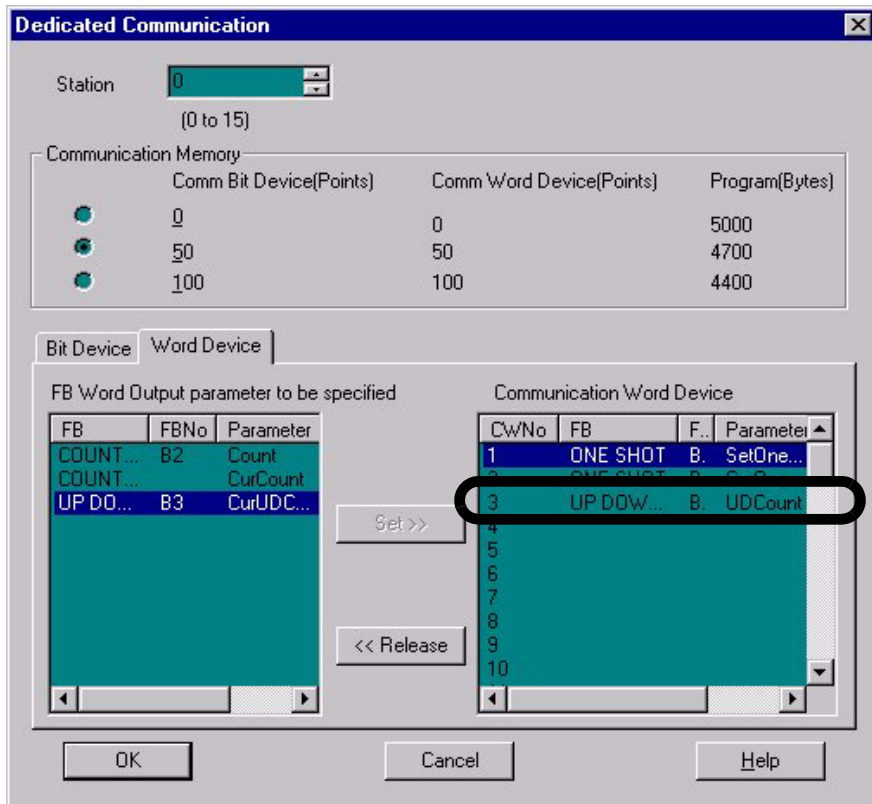 Dedicated Communication
Station 0
(0 to 15)
Communication Memory
Comm Bit Device(Points) Comm Word Device(Points) Program(Bytes)
0 0 5000
50 50 4700
100 100 4400
Bit Device Word Device
FB Word Output parameter to be specified Communication Word Device
FB FBNo Parameter CWNo FB F.. Parameter
COUNT... B2 Count 1 ONE SHOT B. SetOne...
COUNT... CurCount ONE SHOT B.
UP DO... B3 CurUDC... 3 UP DOW... B. UDCount
Set >> 4
5
6
7
8
<< Release 9
10
OK Cancel Help